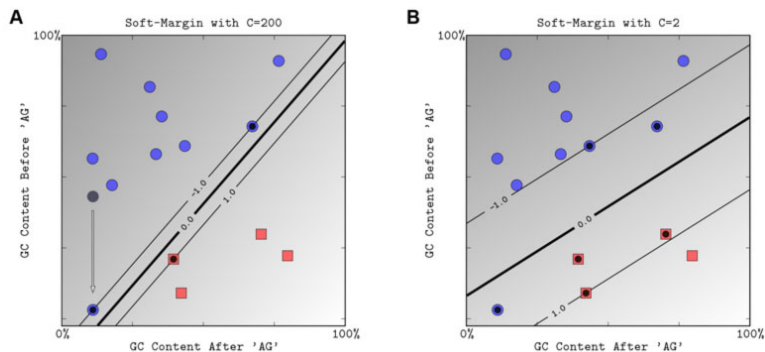 A
Soft-Margin with C=200
100%
GC Content Before 'AG'
-1.0
0.0
1.0
0%
100%
GC Content After 'AG'
B
Soft-Margin with C=2
100%
GC Content Before 'AG'
-1.0
0.0
1.0
0%
100%
GC Content After 'AG'